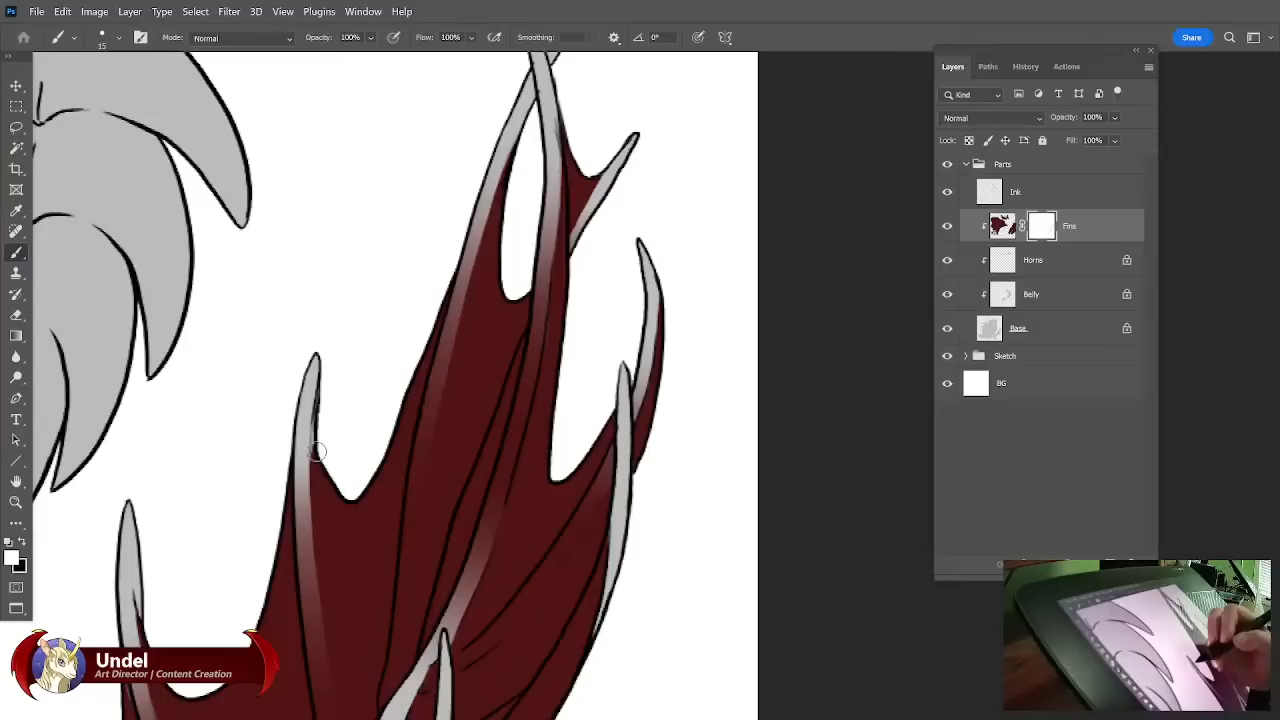 Ps File Edit Image Layer Type Select Filter 3D View Plugins Window Help
15 Mode: Normal Opacity: 100% Flow: 100% Smoothing: 0° Share
Layers Paths History Actions
Kind
Normal Opacity: 100%
Lock: Fill: 100%
Parts
Ink
Fins
Horns
Belly
Base
Sketch
BG
Undel
Art Director | Content Creation